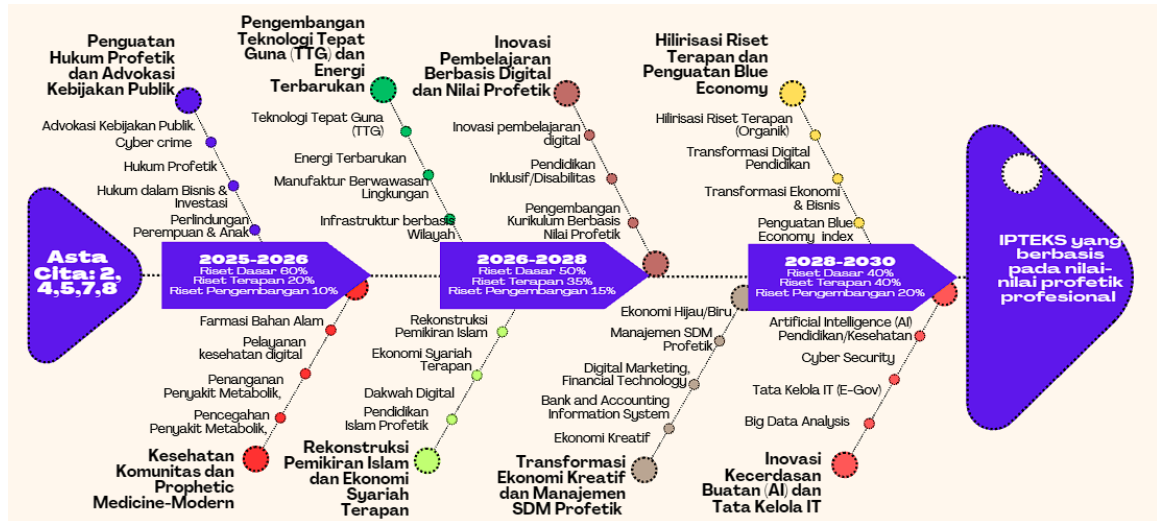 Penguatan
Hukum Profetik
dan Advokasi
Kebijakan Publik
Advokasi Kebijakan Publik.
Cyber crime
Hukum Profetik
Hukum dalam Bisnis &
Investasi
Perlindungan
Perempuan & Anak
Pengembangan
Teknologi Tepat
Guna (TTG) dan
Energi
Terbarukan
Teknologi Tepat Guna
(TTG)
Energi Terbarukan
Manufaktur Berwawasan
Lingkungan
Infrastruktur berbasis
Wilayah
Inovasi
Pembelajaran
Berbasis Digital
dan Nilai Profetik
Inovasi pembelajaran
digital
Pendidikan
Inklusif/Disabilitas
Pengembangan
Kurikulum Berbasis
Nilai Profetik
Hilirisasi Riset
Terapan dan
Penguatan Blue
Economy
Hilirisasi Riset Terapan
(Organik)
Transformasi Digital
Pendidikan
Transformasi Ekonomi
& Bisnis
Penguatan Blue
Economy index
Asta
Cita: 2,
4,5,7,8
2025-2026
Riset Dasar 60%
Riset Terapan 20%
Riset Pengembangan 10%
2026-2028
Riset Dasar 50%
Riset Terapan 35%
Riset Pengembangan 15%
2028-2030
Riset Dasar 40%
Riset Terapan 40%
Riset Pengembangan 20%
IPTEKS yang
berbasis
pada nilai-
nilai profetik
profesional
Farmasi Bahan Alam
Pelayanan
kesehatan digital
Penanganan
Penyakit Metabolik,
Pencegahan
Penyakit Metabolik,
Kesehatan
Komunitas dan
Prophetic
Medicine-Modern
Rekonstruksi
Pemikiran Islam
Ekonomi Syariah
Terapan
Dakwah Digital
Pendidikan
Islam Profetik
Rekonstruksi
Pemikiran Islam
dan Ekonomi
Syariah
Terapan
Ekonomi Hijau/Biru
Manajemen SDM
Profetik
Digital Marketing,
Financial Technology
Bank and Accounting
Information System
Ekonomi Kreatif
Transformasi
Ekonomi Kreatif
dan Manajemen
SDM Profetik
Artificial Intelligence (AI)
Pendidikan/Kesehatan
Cyber Security
Tata Kelola IT (E-Gov)
Big Data Analysis
Inovasi
Kecerdasan
Buatan (AI) dan
Tata Kelola IT